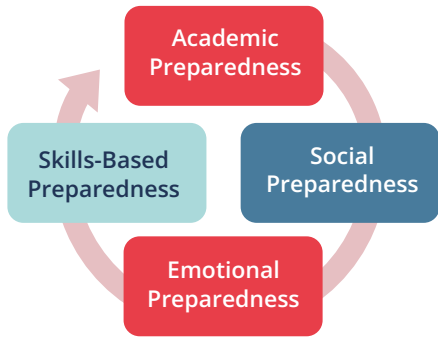 Academic
Preparedness
Social
Preparedness
Emotional
Preparedness
Skills-Based
Preparedness